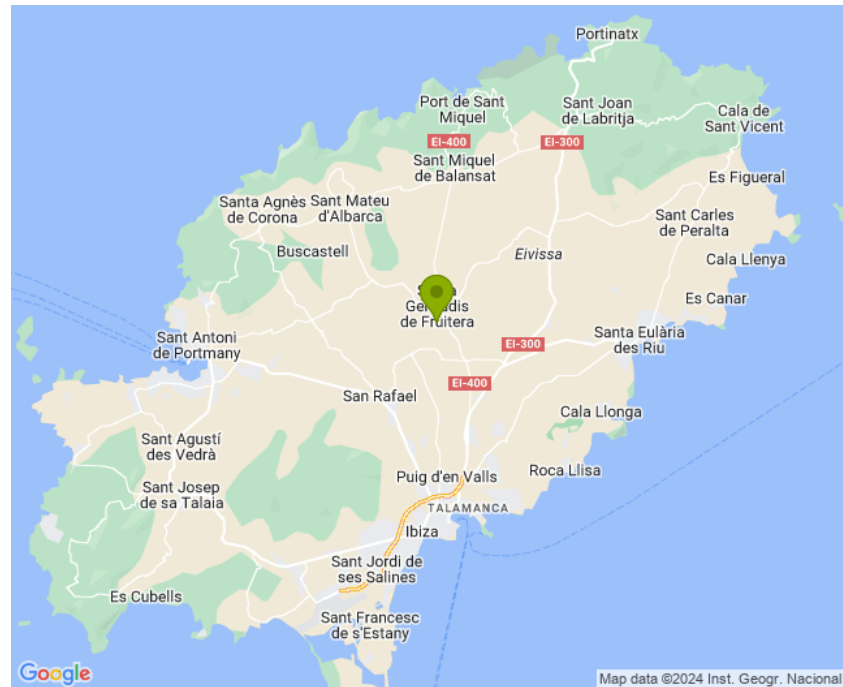 Portinatx
Port de Sant
Miquel
Sant Joan
de Labritja
Cala de
Sant Vicent
EI-400
EI-300
Sant Miquel
de Balansat
Es Figueral
Santa Agnès
de Corona
Sant Mateu
d'Albarca
Sant Carles
de Peralta
Buscastell
Eivissa
Cala Llenya
de Fruitera
Es Canar
Sant Antoni
de Portmany
Santa Eulària
des Riu
EI-300
EI-400
San Rafael
Cala Llonga
Sant Agustí
des Vedrà
Roca Llisa
Puig d'en Valls
Sant Josep
de sa Talaia
TALAMANCA
Ibiza
Sant Jordi de
ses Salines
Es Cubells
Sant Francesc
de s'Estany
Google
Map data ©2024 Inst. Geogr. Nacional